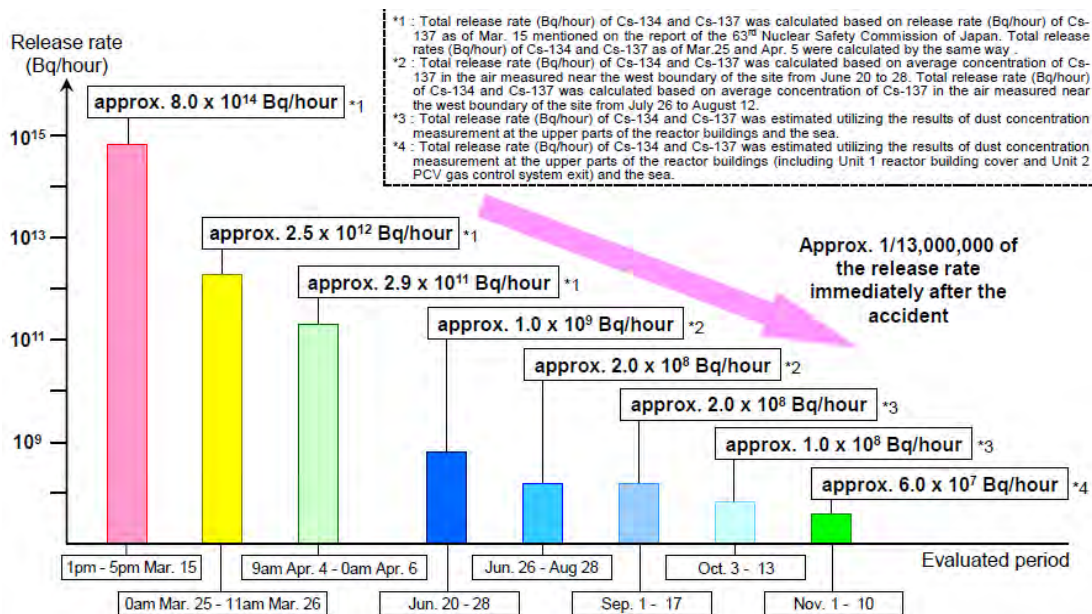 *1 : Total release rate (Bq/hour) of Cs-134 and Cs-137 was calculated based on release rate (Bq/hour) of Cs-
137 as of Mar. 15 mentioned on the report of the 63rd Nuclear Safety Commission of Japan. Total release
rates (Bq/hour) of Cs-134 and Cs-137 as of Mar.25 and Apr. 5 were calculated by the same way .
*2 : Total release rate (Bq/hour) of Cs-134 and Cs-137 was calculated based on average concentration of Cs-
137 in the air measured near the west boundary of the site from June 20 to 28. Total release rate (Bq/hour)
of Cs-134 and Cs-137 was calculated based on average concentration of Cs-137 in the air measured near
the west boundary of the site from July 26 to August 12.
*3 : Total release rate (Bq/hour) of Cs-134 and Cs-137 was estimated utilizing the results of dust concentration
measurement at the upper parts of the reactor buildings and the sea.
*4 : Total release rate (Bq/hour) of Cs-134 and Cs-137 was estimated utilizing the results of dust concentration
measurement at the upper parts of the reactor buildings (including Unit 1 reactor building cover and Unit 2
PCV gas control system exit) and the sea.
Release rate
(Bq/hour)
approx. 8.0 x 10¹⁴ Bq/hour *1
10¹⁵
approx. 2.5 x 10¹² Bq/hour *1
10¹³
Approx. 1/13,000,000 of
the release rate
immediately after the
accident
approx. 2.9 x 10¹¹ Bq/hour *1
approx. 1.0 x 10⁹ Bq/hour *2
10¹¹
approx. 2.0 x 10⁸ Bq/hour *2
approx. 2.0 x 10⁸ Bq/hour *3
10⁹
approx. 1.0 x 10⁸ Bq/hour *3
approx. 6.0 x 10⁷ Bq/hour *4
Evaluated period
1pm - 5pm Mar. 15
9am Apr. 4 - 0am Apr. 6
Jun. 26 - Aug 28
Oct. 3 - 13
0am Mar. 25 - 11am Mar. 26
Jun. 20 - 28
Sep. 1 - 17
Nov. 1 - 10